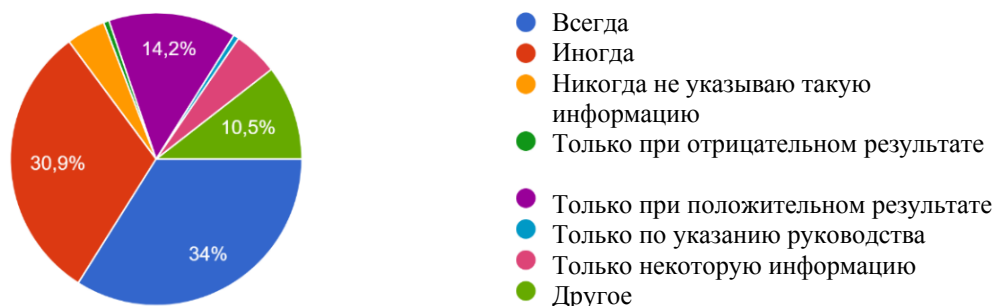 14,2%
10,5%
30,9%
34%
Всегда
Иногда
Никогда не указываю такую
информацию
Только при отрицательном результате
Только при положительном результате
Только по указанию руководства
Только некоторую информацию
Другое